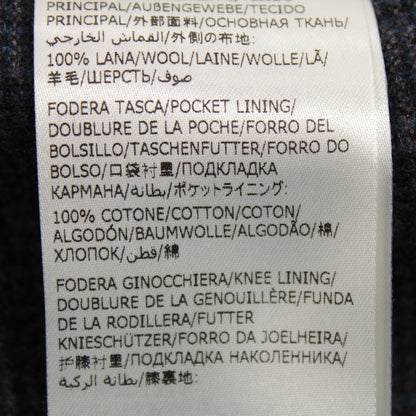 PRINCIPAL/AUßENGEWEBE/TECIDO
PRINCIPAL/外部面料/ОСНОВНАЯ ТКАНЬ/
القماش الخارجي/外側の布地:
100% LANA/WOOL/LAINE/WOLLE/LÃ/
羊毛/ШЕРСТЬ/صوف/
FODERA TASCA/POCKET LINING/
DOUBLURE DE LA POCHE/FORRO DEL
BOLSILLO/TASCHENFUTTER/FORRO DO
BOLSO/口袋衬里/ПОДКЛАДКА
КАРМАНА/بطانة/ポケットライニング:
100% COTONE/COTTON/COTON/
ALGODÓN/BAUMWOLLE/ALGODÃO/棉/
ХЛОПОК/قطن/綿
FODERA GINOCCHIERA/KNEE LINING/
DOUBLURE DE LA GENOUILLÈRE/FUNDA
DE LA RODILLERA/FUTTER
KNIESCHÜTZER/FORRO DA JOELHEIRA/
护膝衬里/ПОДКЛАДКА НАКОЛЕННИКА/
بطانة الركبة/膝裏地: